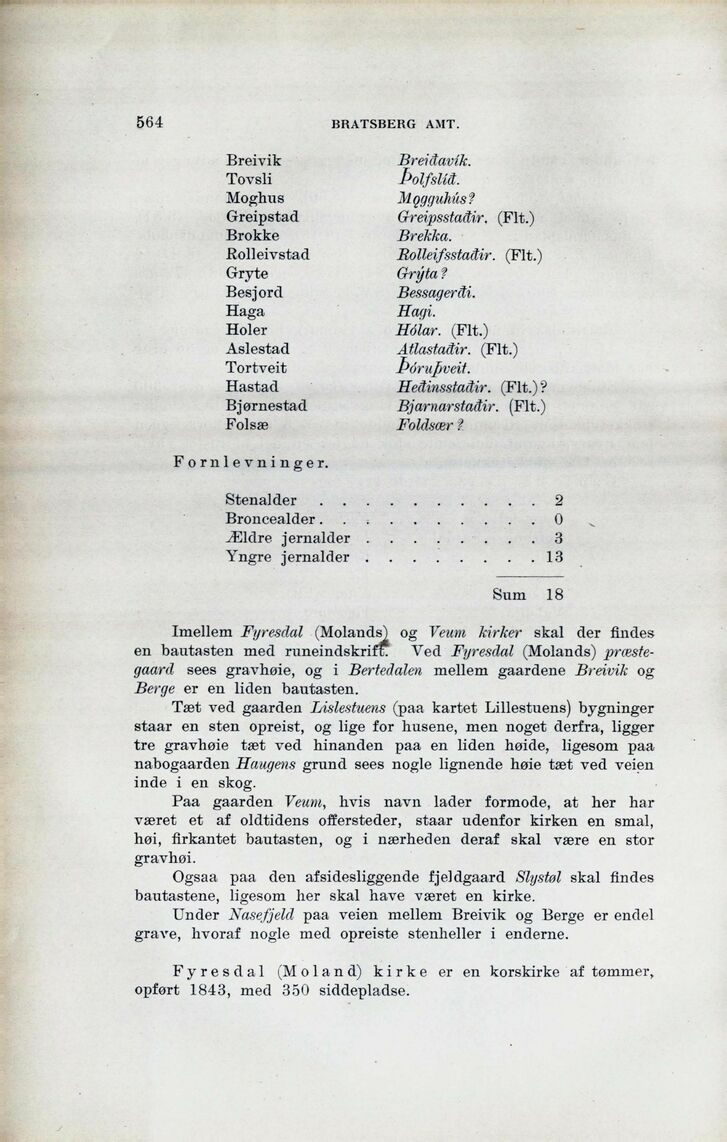 564 BRATSBERG AMT.
Breivik Breiðavík.
Tovsli Þolfslíð.
Moghus Mǫgguhús?
Greipstad Greipsstaðir. (Flt.)
Brokke Brekka.
Rolleivstad Rolleifsstaðir. (Flt.)
Gryte Grýta?
Besjord Bessagerði.
Haga Hagi.
Holer Hólar. (Flt.)
Aslestad Atlastaðir. (Flt.)
Tortveit Þóruþveit.
Hastad Heðinsstaðir. (Flt.)?
Bjørnestad Bjarnarstaðir. (Flt.)
Folsæ Foldsær?
Fornlevninger.
Stenalder . . . . . . . . . . 2
Broncealder. . . . . . . . . . 0
Ældre jernalder . . . . . . . . 3
Yngre jernalder . . . . . . . . 13
Sum 18
Imellem Fyresdal (Molands) og Veum kirker skal der findes
en bautasten med runeindskrift. Ved Fyresdal (Molands) præste-
gaard sees gravhøie, og i Bertedalen mellem gaardene Breivik og
Berge er en liden bautasten.
Tæt ved gaarden Lislestuens (paa kartet Lillestuens) bygninger
staar en sten opreist, og lige for husene, men noget derfra, ligger
tre gravhøie tæt ved hinanden paa en liden høide, ligesom paa
nabogaarden Haugens grund sees nogle lignende høie tæt ved veien
inde i en skog.
Paa gaarden Veum, hvis navn lader formode, at her har
været et af oldtidens offersteder, staar udenfor kirken en smal,
høi, firkantet bautasten, og i nærheden deraf skal være en stor
gravhøi.
Ogsaa paa den afsidesliggende fjeldgaard Slystøl skal findes
bautastene, ligesom her skal have været en kirke.
Under Nasefjeld paa veien mellem Breivik og Berge er endel
grave, hvoraf nogle med opreiste stenheller i enderne.
Fyresdal (Moland) kirke er en korskirke af tømmer,
opført 1843, med 350 siddepladse.